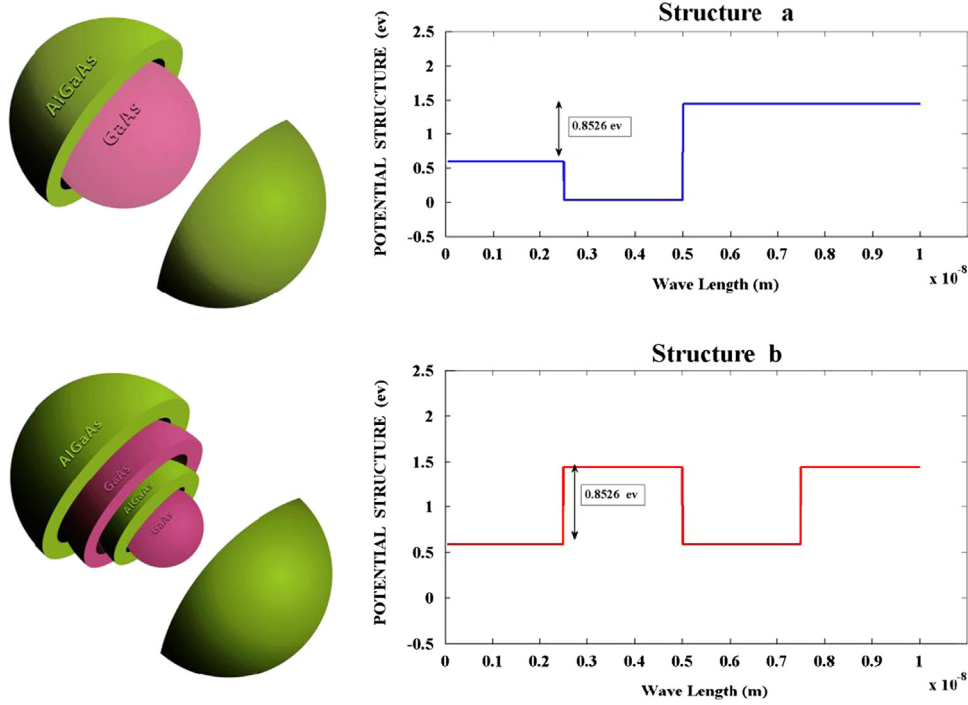 Structure a
AlGaAs
GaAs
POTENTIAL STRUCTURE (ev)
2.5
2
1.5
1
0.5
0
-0.5
0.8526 ev
0 0.1 0.2 0.3 0.4 0.5 0.6 0.7 0.8 0.9 1
x 10⁻⁸
Wave Length (m)
Structure b
AlGaAs
GaAs
AlGaAs
GaAs
POTENTIAL STRUCTURE (ev)
2.5
2
1.5
1
0.5
0
-0.5
0.8526 ev
0 0.1 0.2 0.3 0.4 0.5 0.6 0.7 0.8 0.9 1
x 10⁻⁸
Wave Length (m)